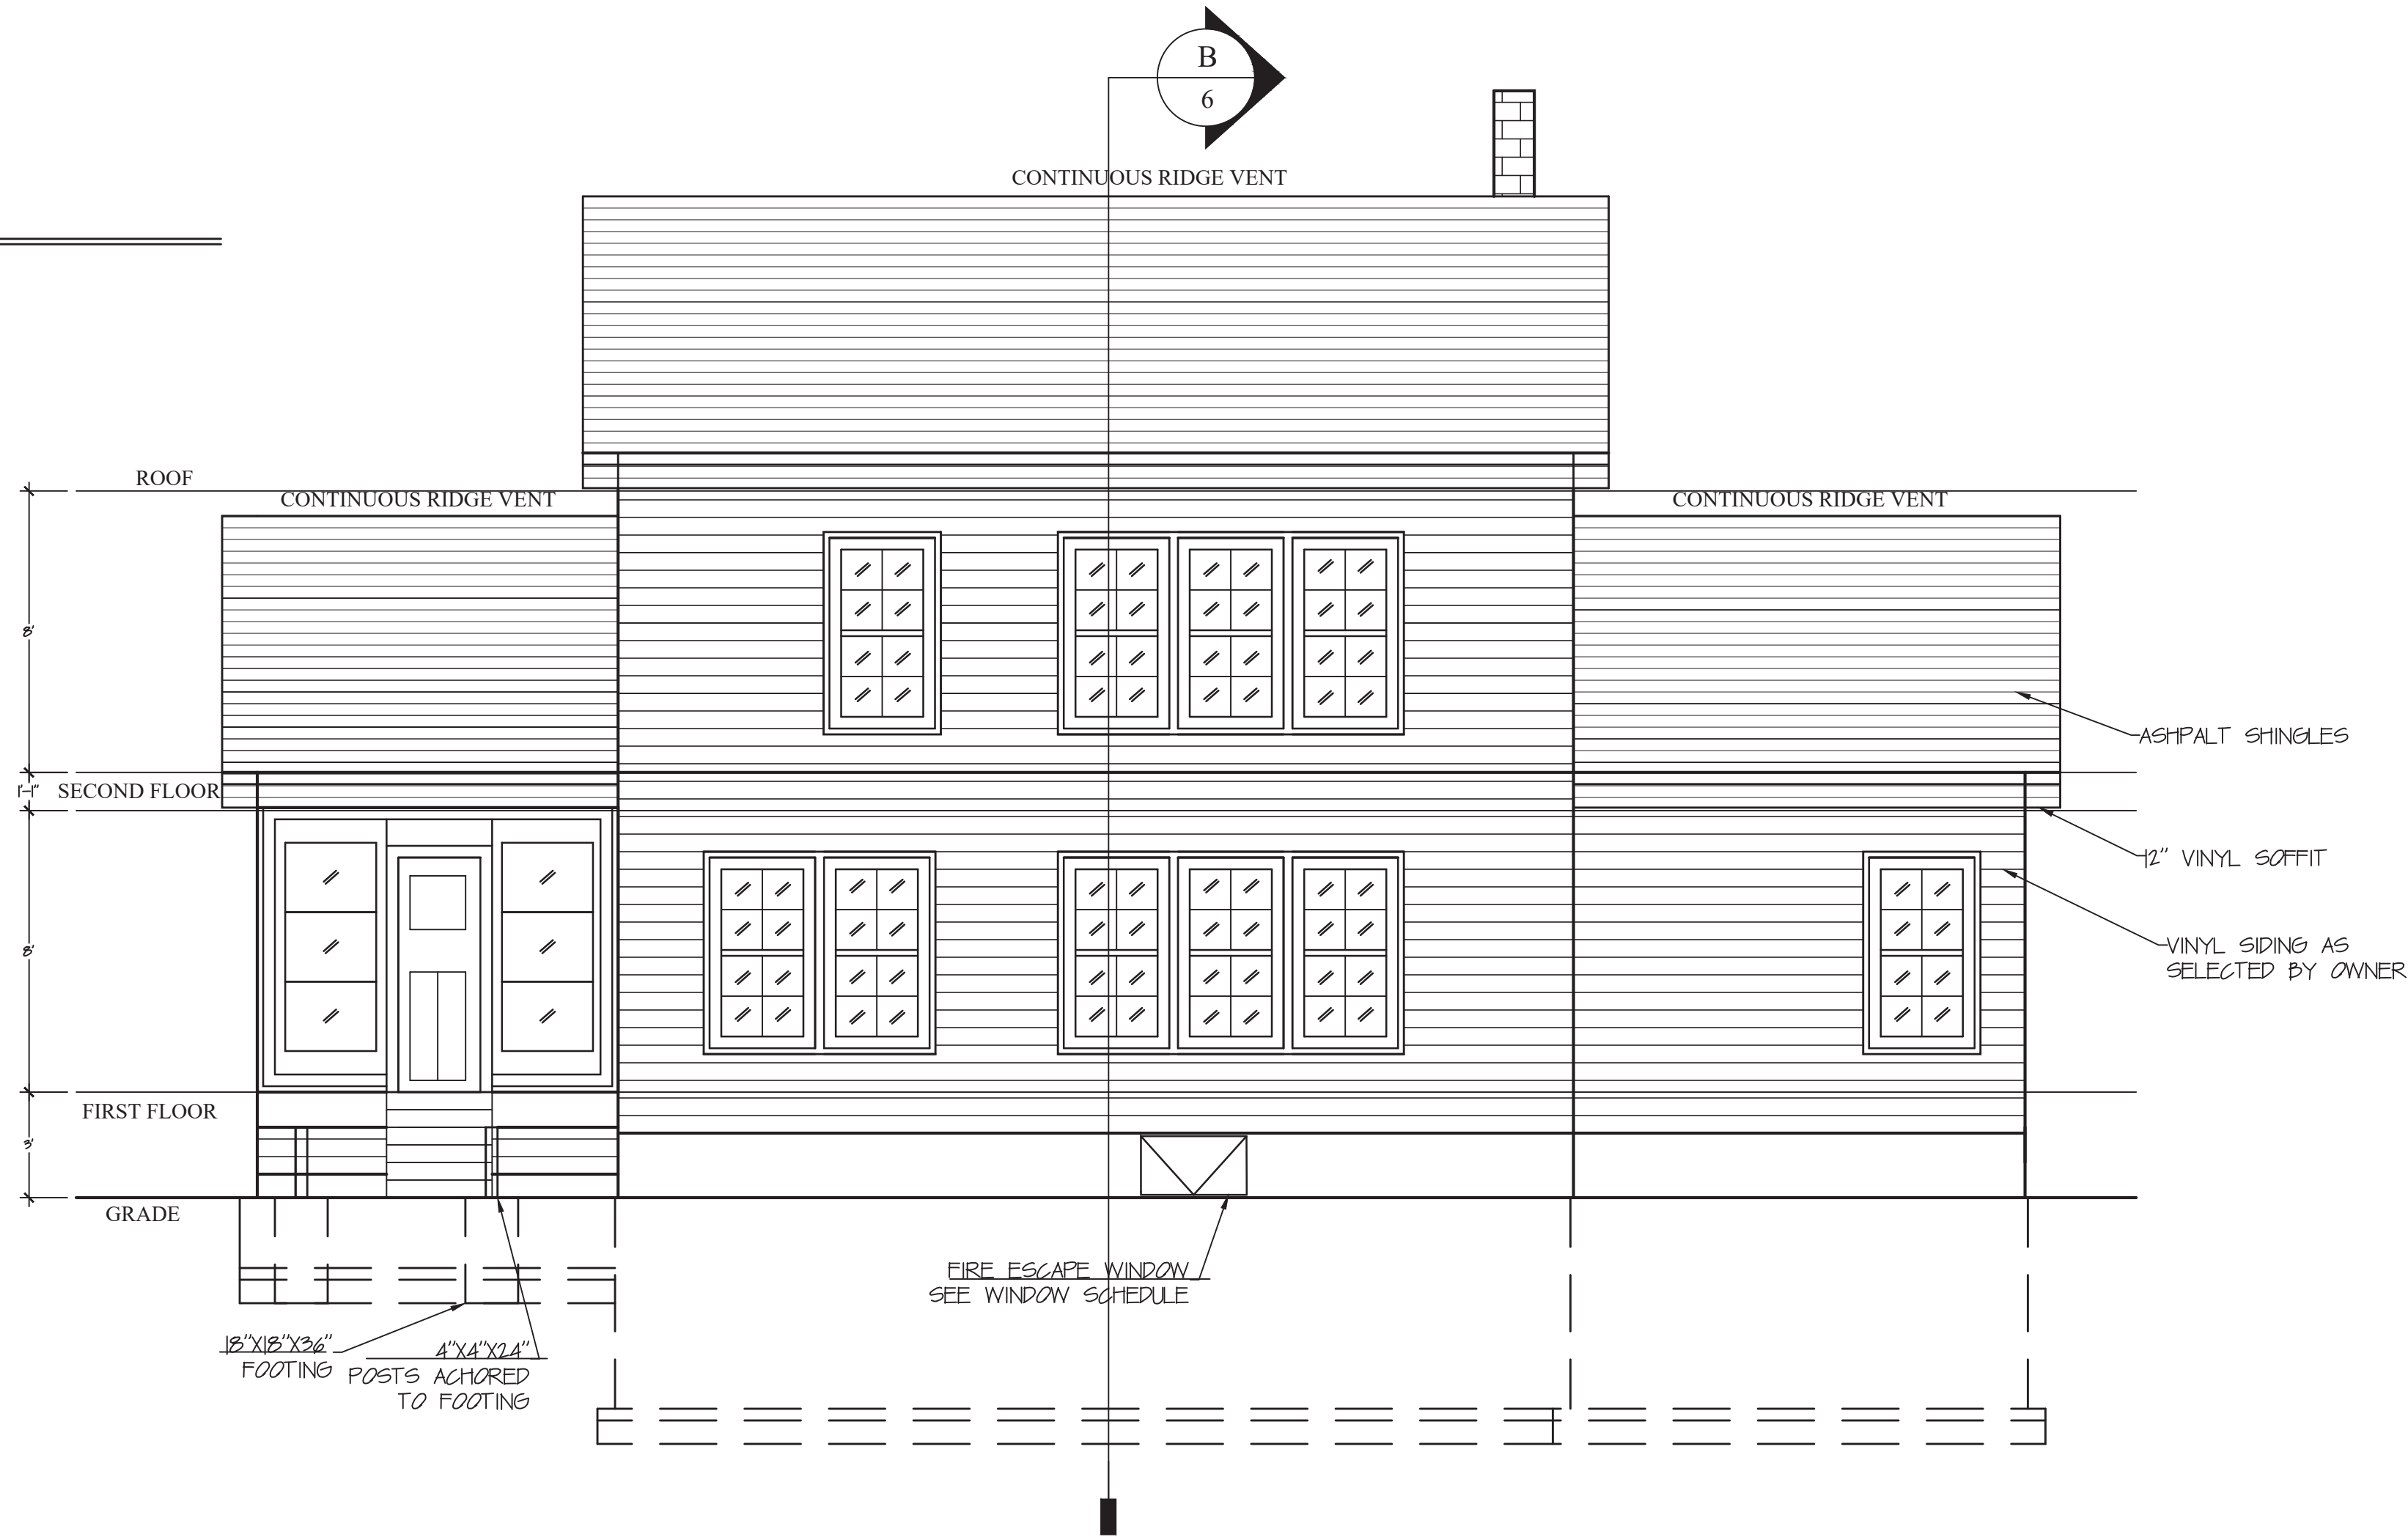 B
6
CONTINUOUS RIDGE VENT
ROOF
CONTINUOUS RIDGE VENT
CONTINUOUS RIDGE VENT
8'
ASHPALT SHINGLES
1'-1"
SECOND FLOOR
12" VINYL SOFFIT
8'
VINYL SIDING AS
SELECTED BY OWNER
FIRST FLOOR
3'
GRADE
FIRE ESCAPE WINDOW
SEE WINDOW SCHEDULE
18"X18"X36"
FOOTING
4"X4"X24"
POSTS ACHORED
TO FOOTING